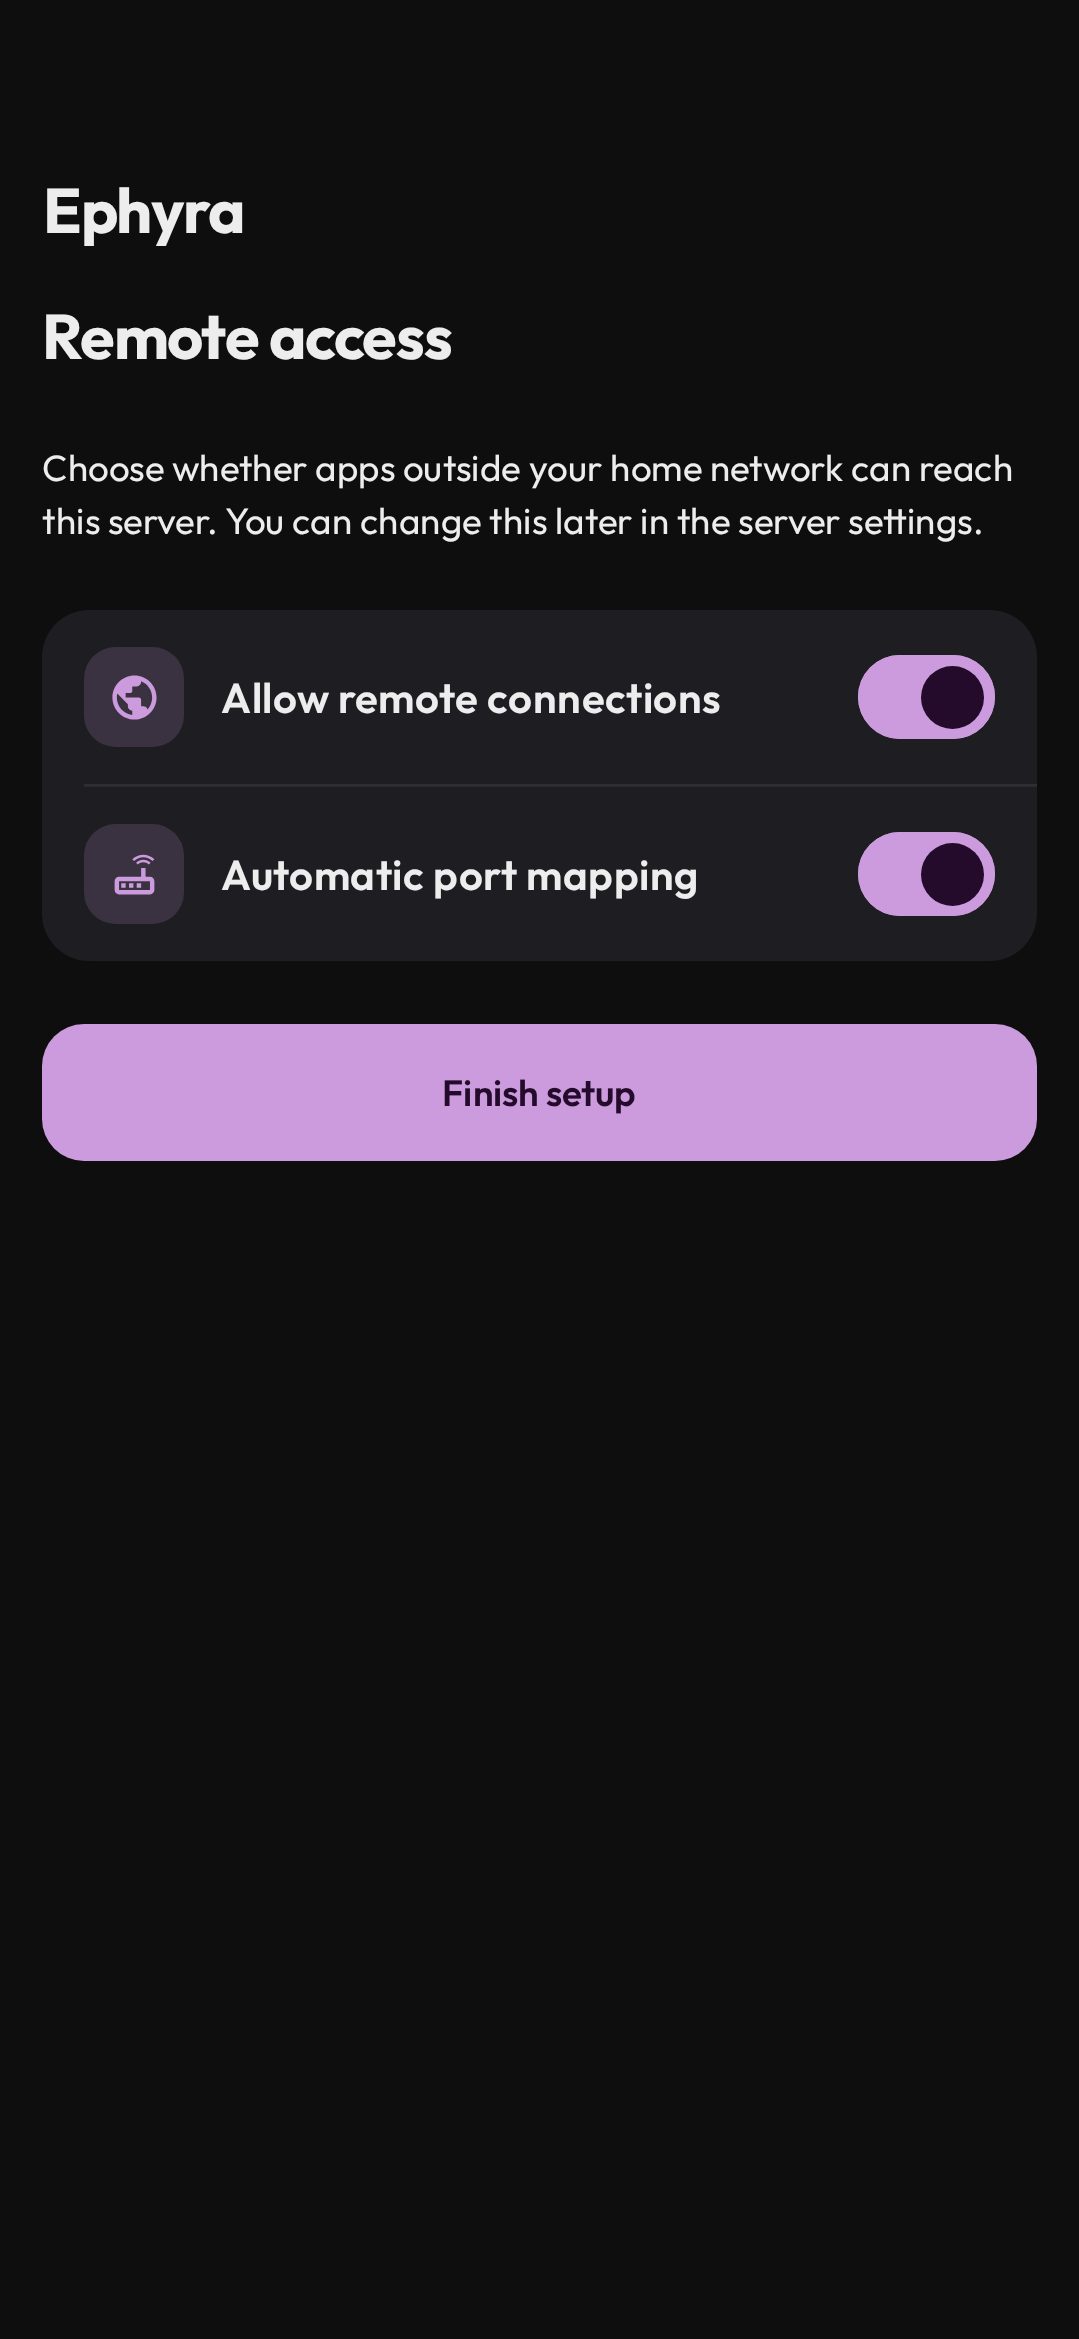 Ephyra
Remote access
Choose whether apps outside your home network can reach
this server. You can change this later in the server settings.
Allow remote connections
Automatic port mapping
Finish setup